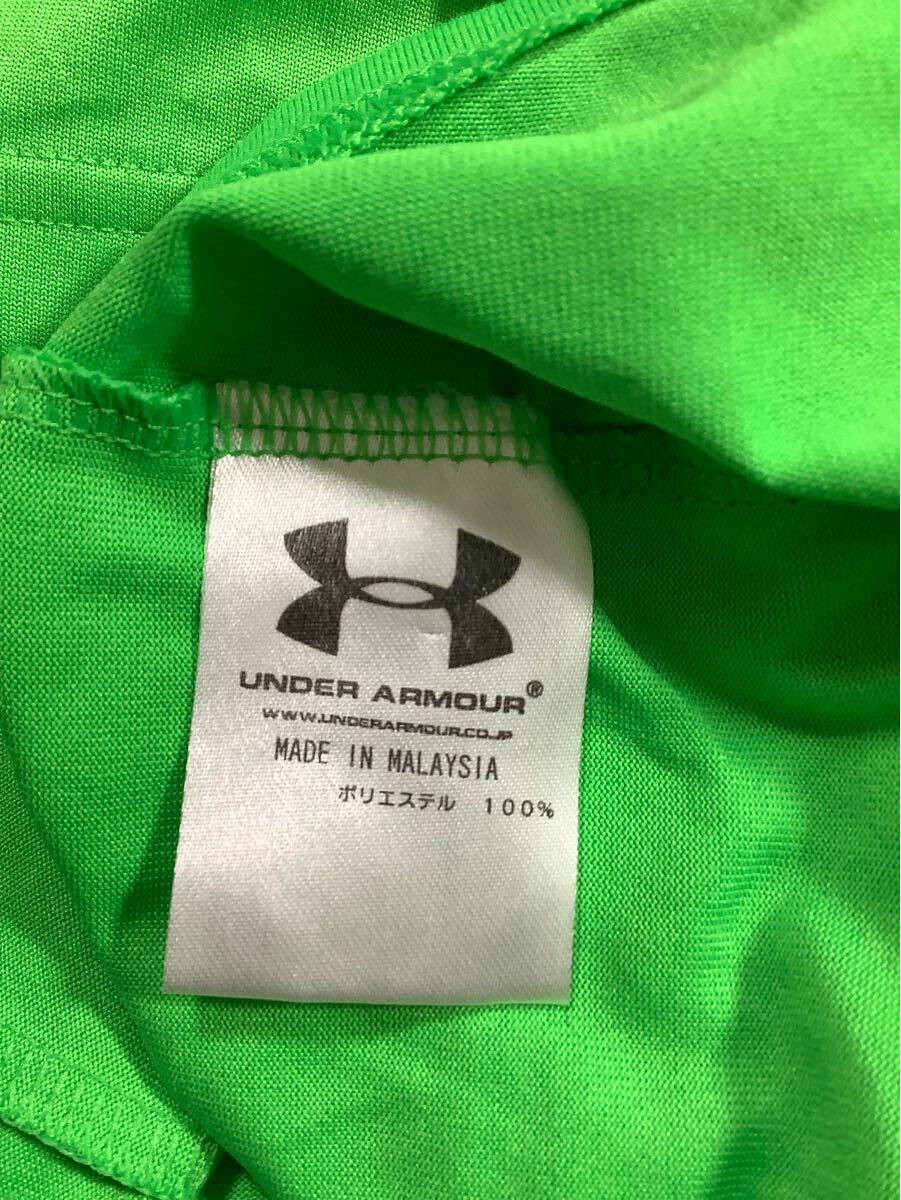 UNDER ARMOUR®
WWW.UNDERARMOUR.CO.JP
MADE IN MALAYSIA
ポリエステル 100%